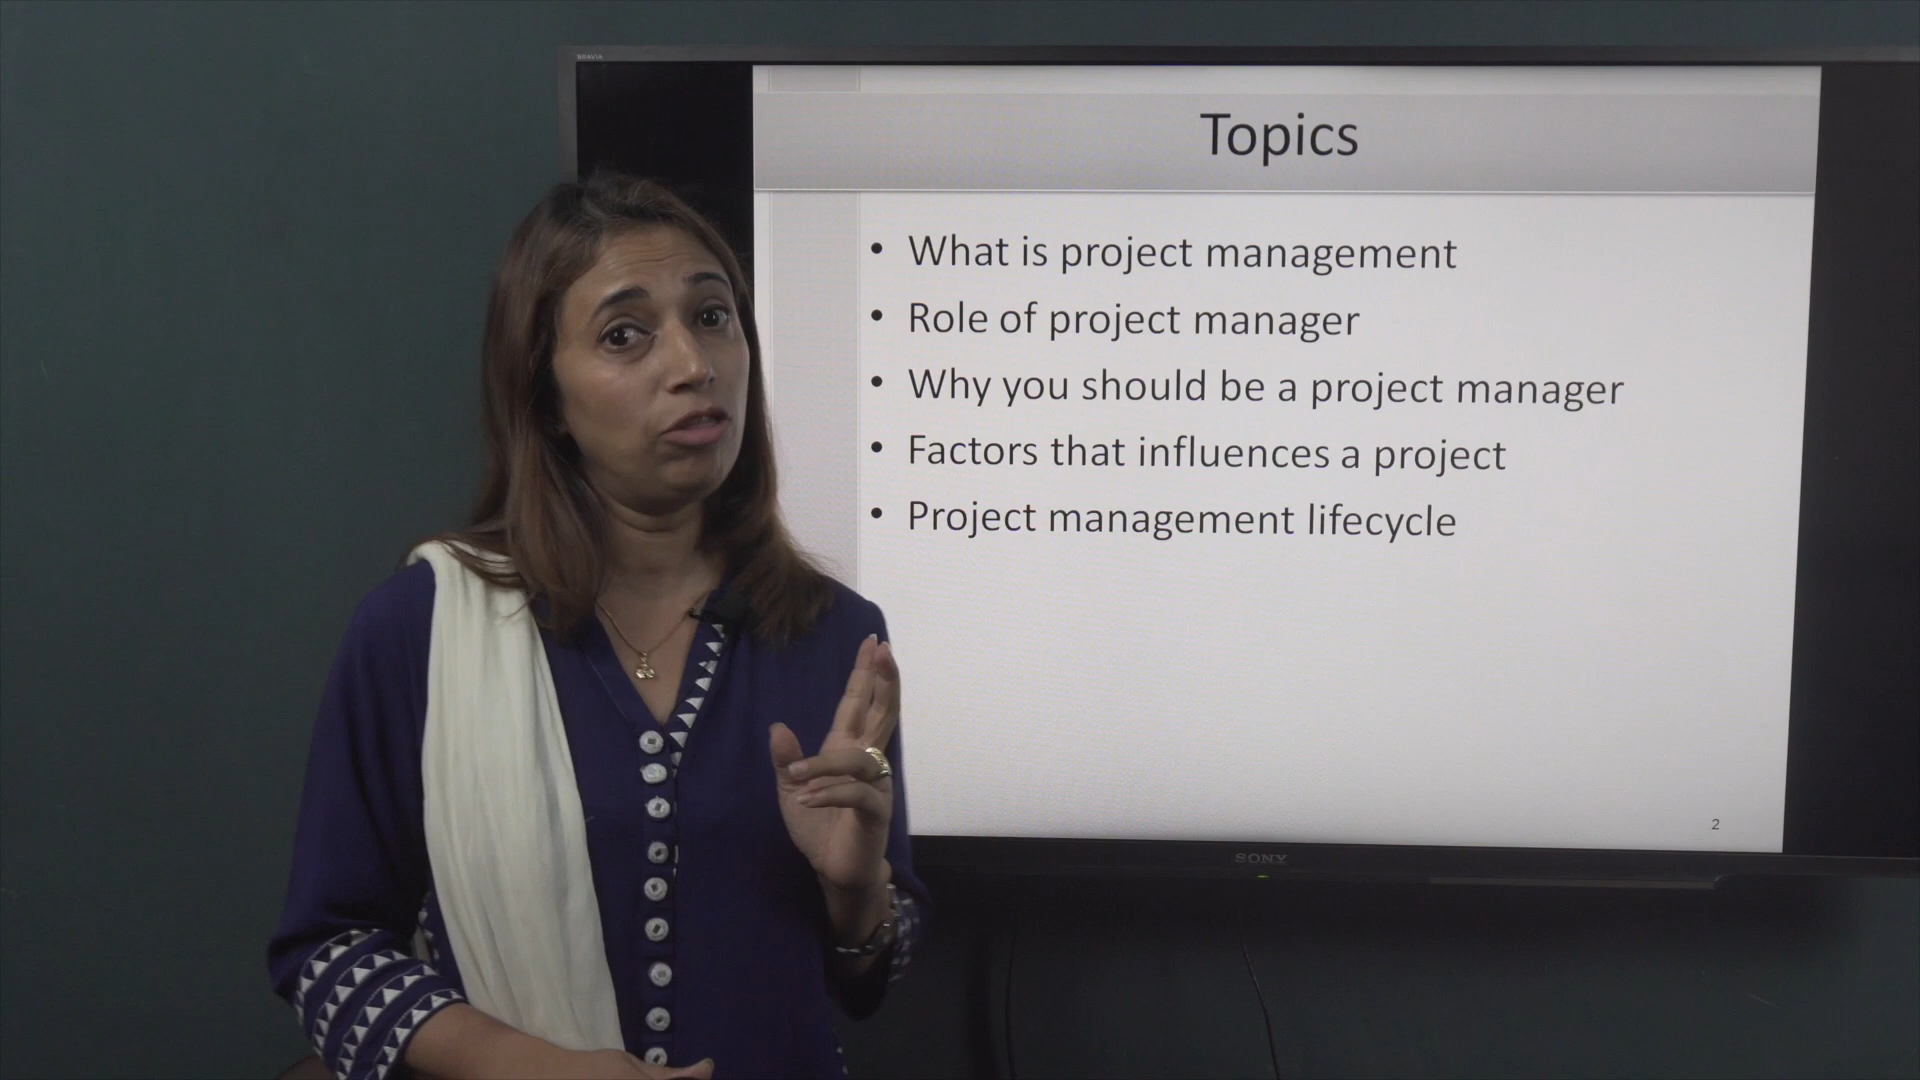 BRAVIA
Topics
• What is project management
• Role of project manager
• Why you should be a project manager
• Factors that influences a project
• Project management lifecycle
2
SONY